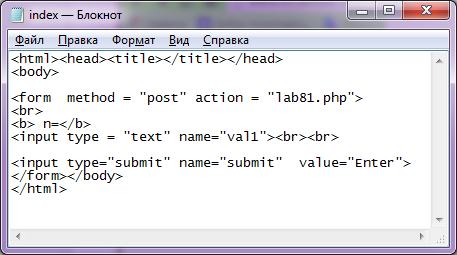 index — Блокнот
Файл Правка Формат Вид Справка
<html><head><title></title></head>
<body>
<form  method = "post" action = "lab81.php">
<br>
<b> n=</b>
<input type = "text" name="val1"><br><br>
<input type="submit" name="submit"  value="Enter">
</form></body>
</html>